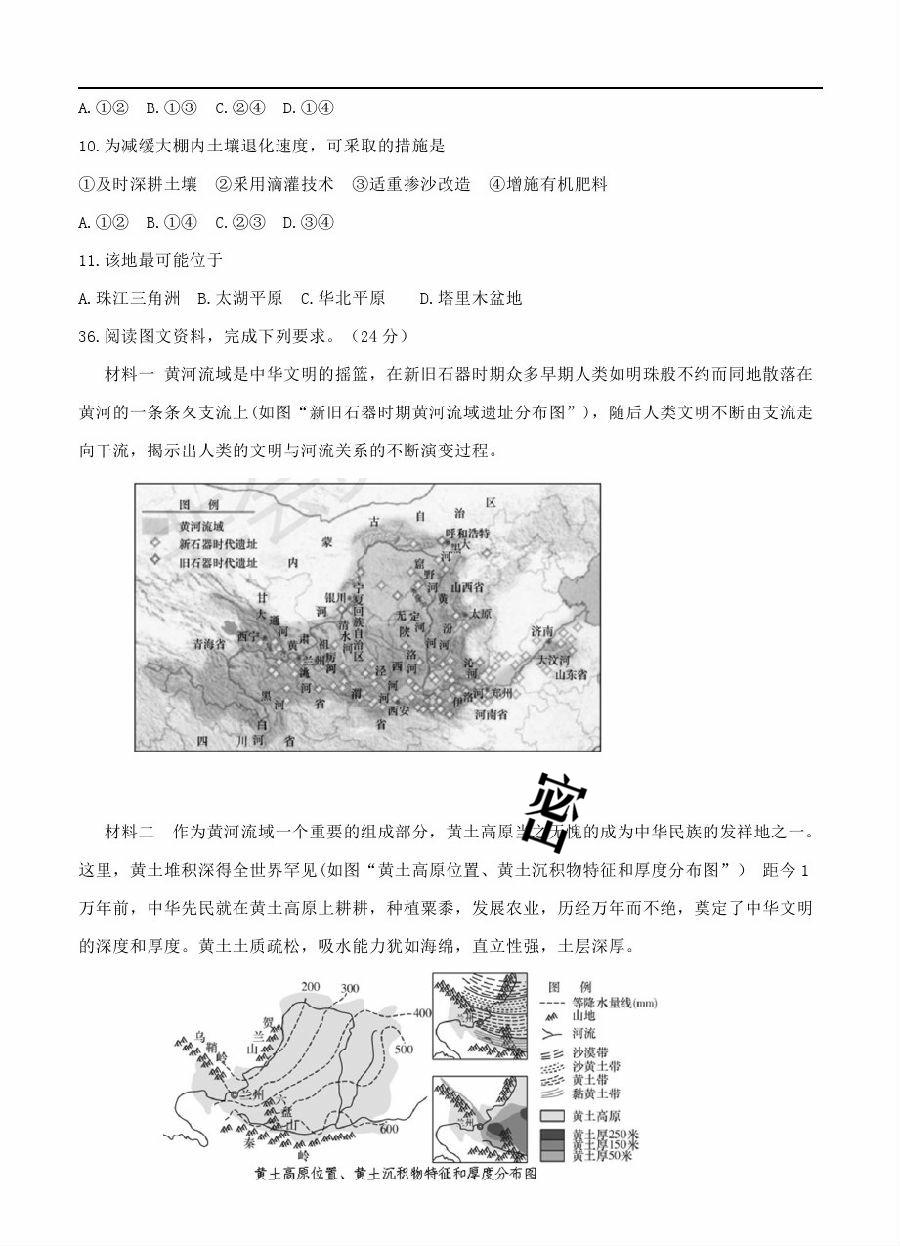 A.①② B.①③ C.②④ D.①④
10.为减缓大棚内土壤退化速度，可采取的措施是
①及时深耕土壤 ②采用滴灌技术 ③适重掺沙改造 ④增施有机肥料
A.①② B.①④ C.②③ D.③④
11.该地最可能位于
A.珠江三角洲 B.太湖平原 C.华北平原 D.塔里木盆地
36.阅读图文资料，完成下列要求。（24分）
材料一 黄河流域是中华文明的摇篮，在新旧石器时期众多早期人类如明珠般不约而同地散落在
黄河的一条条久支流上(如图“新旧石器时期黄河流域遗址分布图”），随后人类文明不断由支流走
向干流，揭示出人类的文明与河流关系的不断演变过程。
图 例
黄河流域
新石器时代遗址
旧石器时代遗址
内 蒙 古 自 治 区
呼和浩特
大黑河
窟野河
山西省
黄河
太原
汾河
无定河
陕西省
洛河
宁夏回族自治区
银川
清水河
甘肃省
大通河
西宁
青海省
黄河
兰州
祖厉河
洮河
泾河
渭河
西安
沁河
伊洛河
郑州
河南省
济南
大汶河
山东省
黑河
白河
四川省
密
材料二 作为黄河流域一个重要的组成部分，黄土高原当之无愧的成为中华民族的发祥地之一。
这里，黄土堆积深得全世界罕见(如图“黄土高原位置、黄土沉积物特征和厚度分布图”） 距今1
万年前，中华先民就在黄土高原上耕耕，种植粟黍，发展农业，历经万年而不绝，奠定了中华文明
的深度和厚度。黄土土质疏松，吸水能力犹如海绵，直立性强，土层深厚。
200
300
400
500
600
乌鞘岭
贺兰山
兰州
六盘山
秦岭
兰州
兰州
图 例
等降水量线(mm)
山地
河流
沙漠带
沙黄土带
黄土带
黏黄土带
黄土高原
黄土厚250米
黄土厚150米
黄土厚50米
黄土高原位置、黄土沉积物特征和厚度分布图